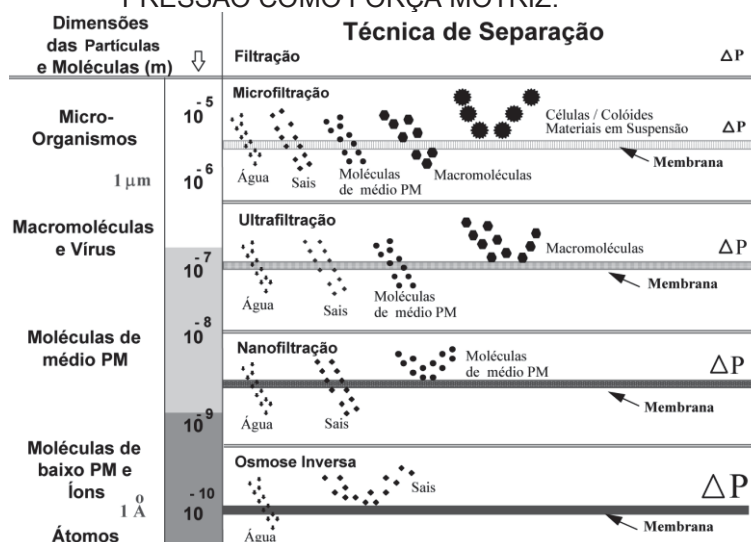 PRESSÃO COMO FORÇA MOTRIZ.
Dimensões
das Partículas
e Moléculas (m)
Técnica de Separação
Filtração
ΔP
Micro-
Organismos
1 µm
Macromoléculas
e Vírus
Moléculas de
médio PM
Moléculas de
baixo PM e
Íons
1 Å
Átomos
10⁻⁵
10⁻⁶
10⁻⁷
10⁻⁸
10⁻⁹
10⁻¹⁰
Microfiltração
Células / Colóides
Materiais em Suspensão
ΔP
Membrana
Água
Sais
Moléculas
de médio PM
Macromoléculas
Ultrafiltração
Macromoléculas
ΔP
Membrana
Água
Sais
Moléculas
de médio PM
Nanofiltração
Moléculas
de médio PM
ΔP
Membrana
Água
Sais
Osmose Inversa
Sais
ΔP
Membrana
Água